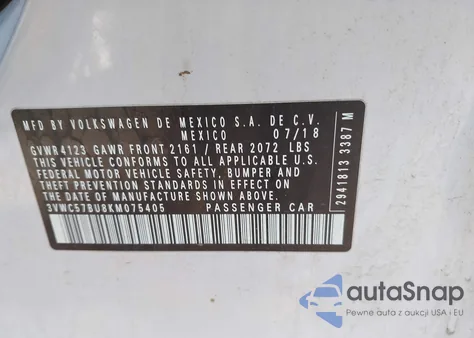 MFD BY VOLKSWAGEN DE MEXICO S.A. DE C.V.
MEXICO 07/18
GVWR4123 GAWR FRONT 2161 / REAR 2072 LBS
THIS VEHICLE CONFORMS TO ALL APPLICABLE U.S.
FEDERAL MOTOR VEHICLE SAFETY, BUMPER AND
THEFT PREVENTION STANDARDS IN EFFECT ON
THE DATE OF MANUFACTURE SHOWN ABOVE.
3VWC57BU8KM075405 PASSENGER CAR
2941813 3387 M
autaSnap
Pewne auta z aukcji USA i EU